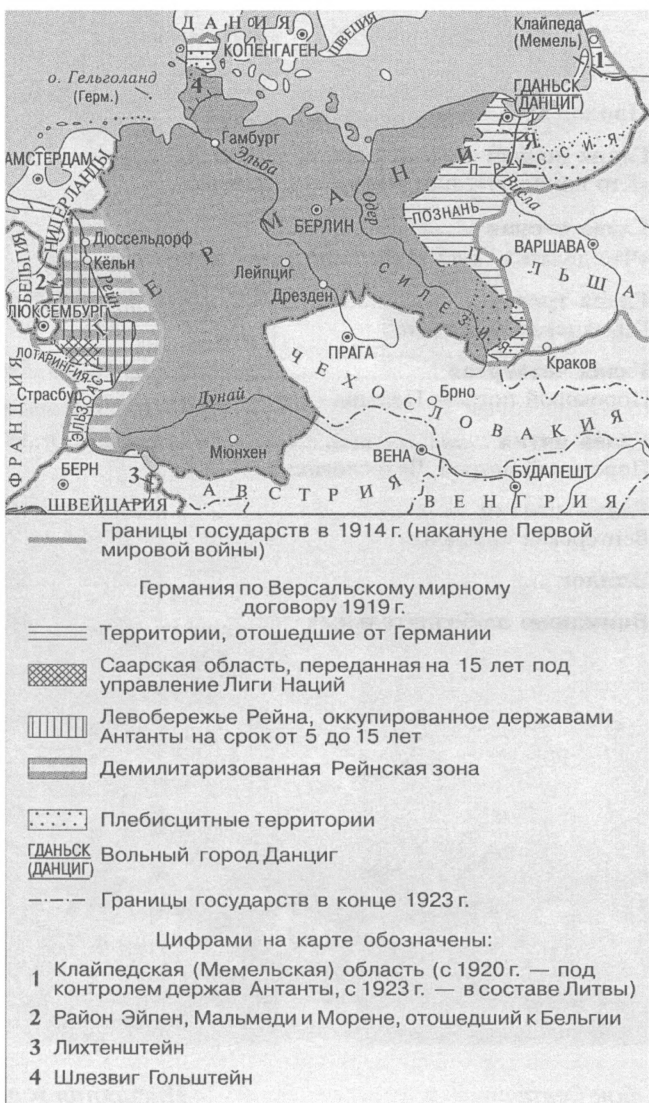 ДАНИЯ
ШВЕЦИЯ
КОПЕНГАГЕН
Клайпеда
(Мемель)
1
о. Гельголанд
(Герм.)
4
ГДАНЬСК
(ДАНЦИГ)
Гамбург
Эльба
АМСТЕРДАМ
НИДЕРЛАНДЫ
ГЕРМАНИЯ
ПРУССИЯ
Одер
Висла
БЕРЛИН
ПОЗНАНЬ
ВАРШАВА
ПОЛЬША
Дюссельдорф
Кёльн
Рейн
БЕЛЬГИЯ
2
Лейпциг
Дрезден
СИЛЕЗИЯ
ЛЮКСЕМБУРГ
ЛОТАРИНГИЯ
ПРАГА
Краков
ФРАНЦИЯ
Страсбург
ЭЛЬЗАС
ЧЕХОСЛОВАКИЯ
Брно
Дунай
Мюнхен
ВЕНА
БУДАПЕШТ
БЕРН
3
ШВЕЙЦАРИЯ
АВСТРИЯ
ВЕНГРИЯ
Границы государств в 1914 г. (накануне Первой
мировой войны)
Германия по Версальскому мирному
договору 1919 г.
Территории, отошедшие от Германии
Саарская область, переданная на 15 лет под
управление Лиги Наций
Левобережье Рейна, оккупированное державами
Антанты на срок от 5 до 15 лет
Демилитаризованная Рейнская зона
Плебисцитные территории
ГДАНЬСК
(ДАНЦИГ)
Вольный город Данциг
Границы государств в конце 1923 г.
Цифрами на карте обозначены:
1 Клайпедская (Мемельская) область (с 1920 г. — под
контролем держав Антанты, с 1923 г. — в составе Литвы)
2 Район Эйпен, Мальмеди и Морене, отошедший к Бельгии
3 Лихтенштейн
4 Шлезвиг Гольштейн